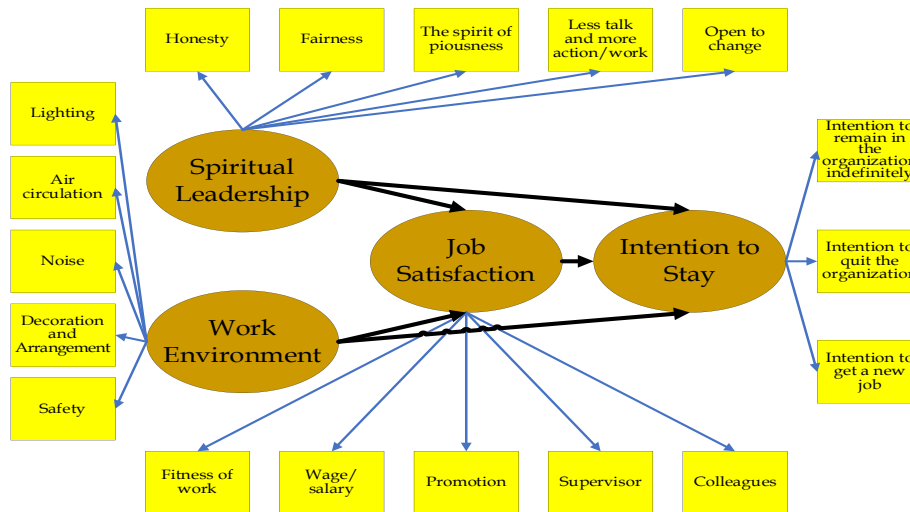 Honesty
Fairness
The spirit of
piousness
Less talk
and more
action/work
Open to
change
Lighting
Air
circulation
Noise
Decoration
and
Arrangement
Safety
Spiritual
Leadership
Work
Environment
Job
Satisfaction
Intention to
Stay
Intention to
remain in
the
organization
indefinitely
Intention to
quit the
organization
Intention to
get a new
job
Fitness of
work
Wage/
salary
Promotion
Supervisor
Colleagues